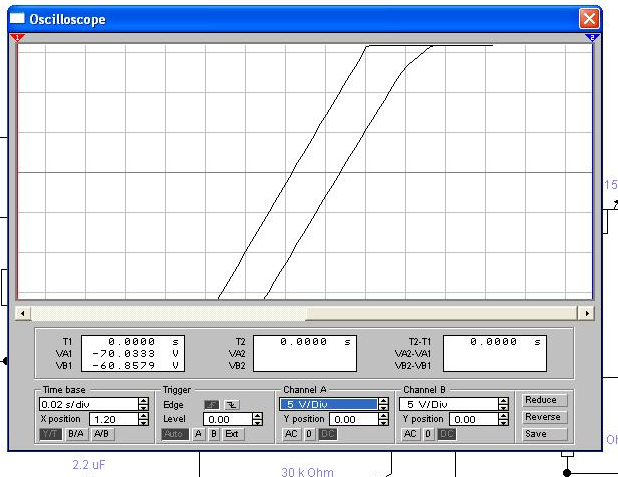 Oscilloscope
1
2
15
T1 0.0000 s T2 0.0000 s T2-T1 0.0000 s
VA1 -70.0333 V VA2 VA2-VA1
VB1 -60.8579 V VB2 VB2-VB1
Time base Trigger Channel A Channel B
0.02 s/div Edge 5 V/Div 5 V/Div Reduce
X position 1.20 Level 0.00 Y position 0.00 Y position 0.00 Reverse
Y/T B/A A/B Auto A B Ext AC 0 DC AC 0 DC Save
Oh
2.2 uF
30 k Ohm